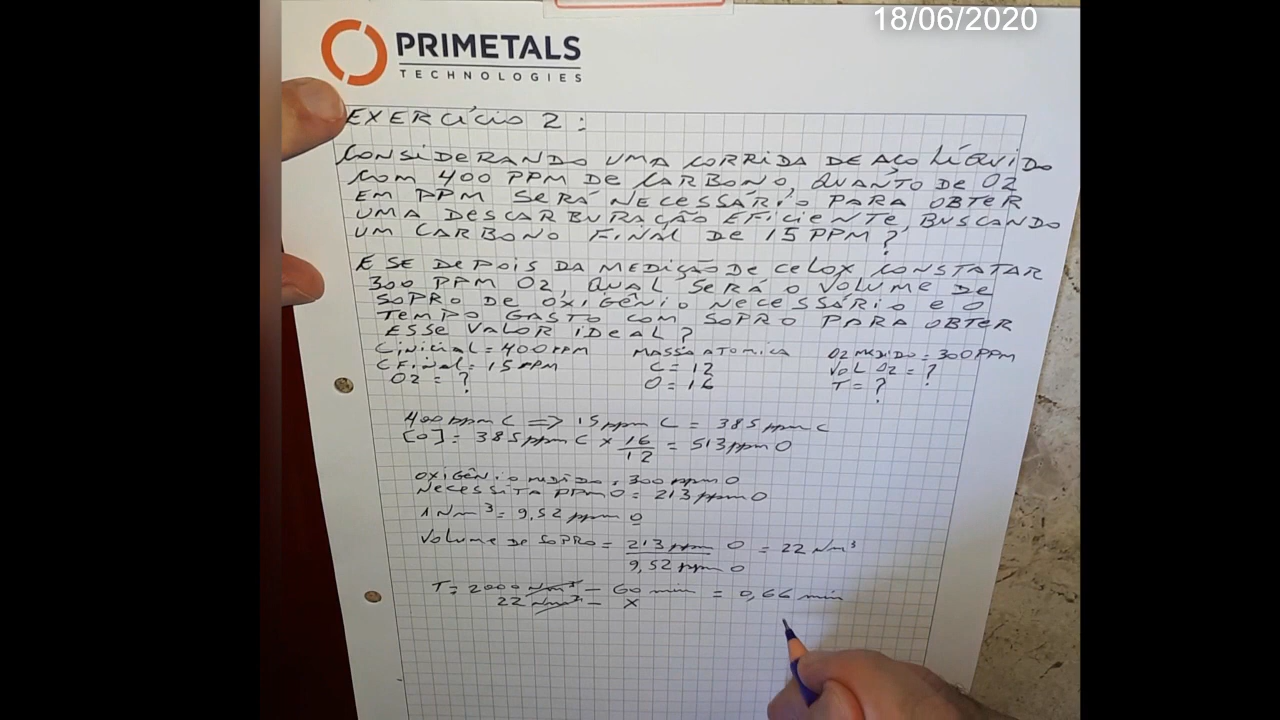 18/06/2020
PRIMETALS
TECHNOLOGIES
EXERCÍCIO 2:
CONSIDERANDO UMA CORRIDA DE AÇO LÍQUIDO
COM 400 PPM DE CARBONO, QUANTO DE O2
EM PPM SERÁ NECESSÁRIO PARA OBTER
UMA DESCARBURAÇÃO EFICIENTE, BUSCANDO
UM CARBONO FINAL DE 15 PPM?
E SE DEPOIS DA MEDIÇÃO DE CELOX CONSTATAR
300 PPM O2, QUAL SERÁ O VOLUME DE
SOPRO DE OXIGÊNIO NECESSÁRIO E O
TEMPO GASTO COM SOPRO PARA OBTER
ESSE VALOR IDEAL?
C INICIAL = 400 PPM MASSA ATOMICA O2 MEDIDO = 300 PPM
C FINAL = 15 PPM C = 12 VOL O2 = ?
O2 = ? O = 16 T = ?
400 ppm C => 15 ppm C = 385 ppm C
[O] = 385 ppm C x 16/12 = 513 ppm O
OXIGÊNIO MEDIDO = 300 ppm O
NECESSITA PPM O = 213 ppm O
1 Nm³ = 9,52 ppm O
VOLUME DE SOPRO = 213 ppm O = 22 Nm³
9,52 ppm O
T = 2000 Nm³ — 60 min = 0,66 min
22 Nm³ — X